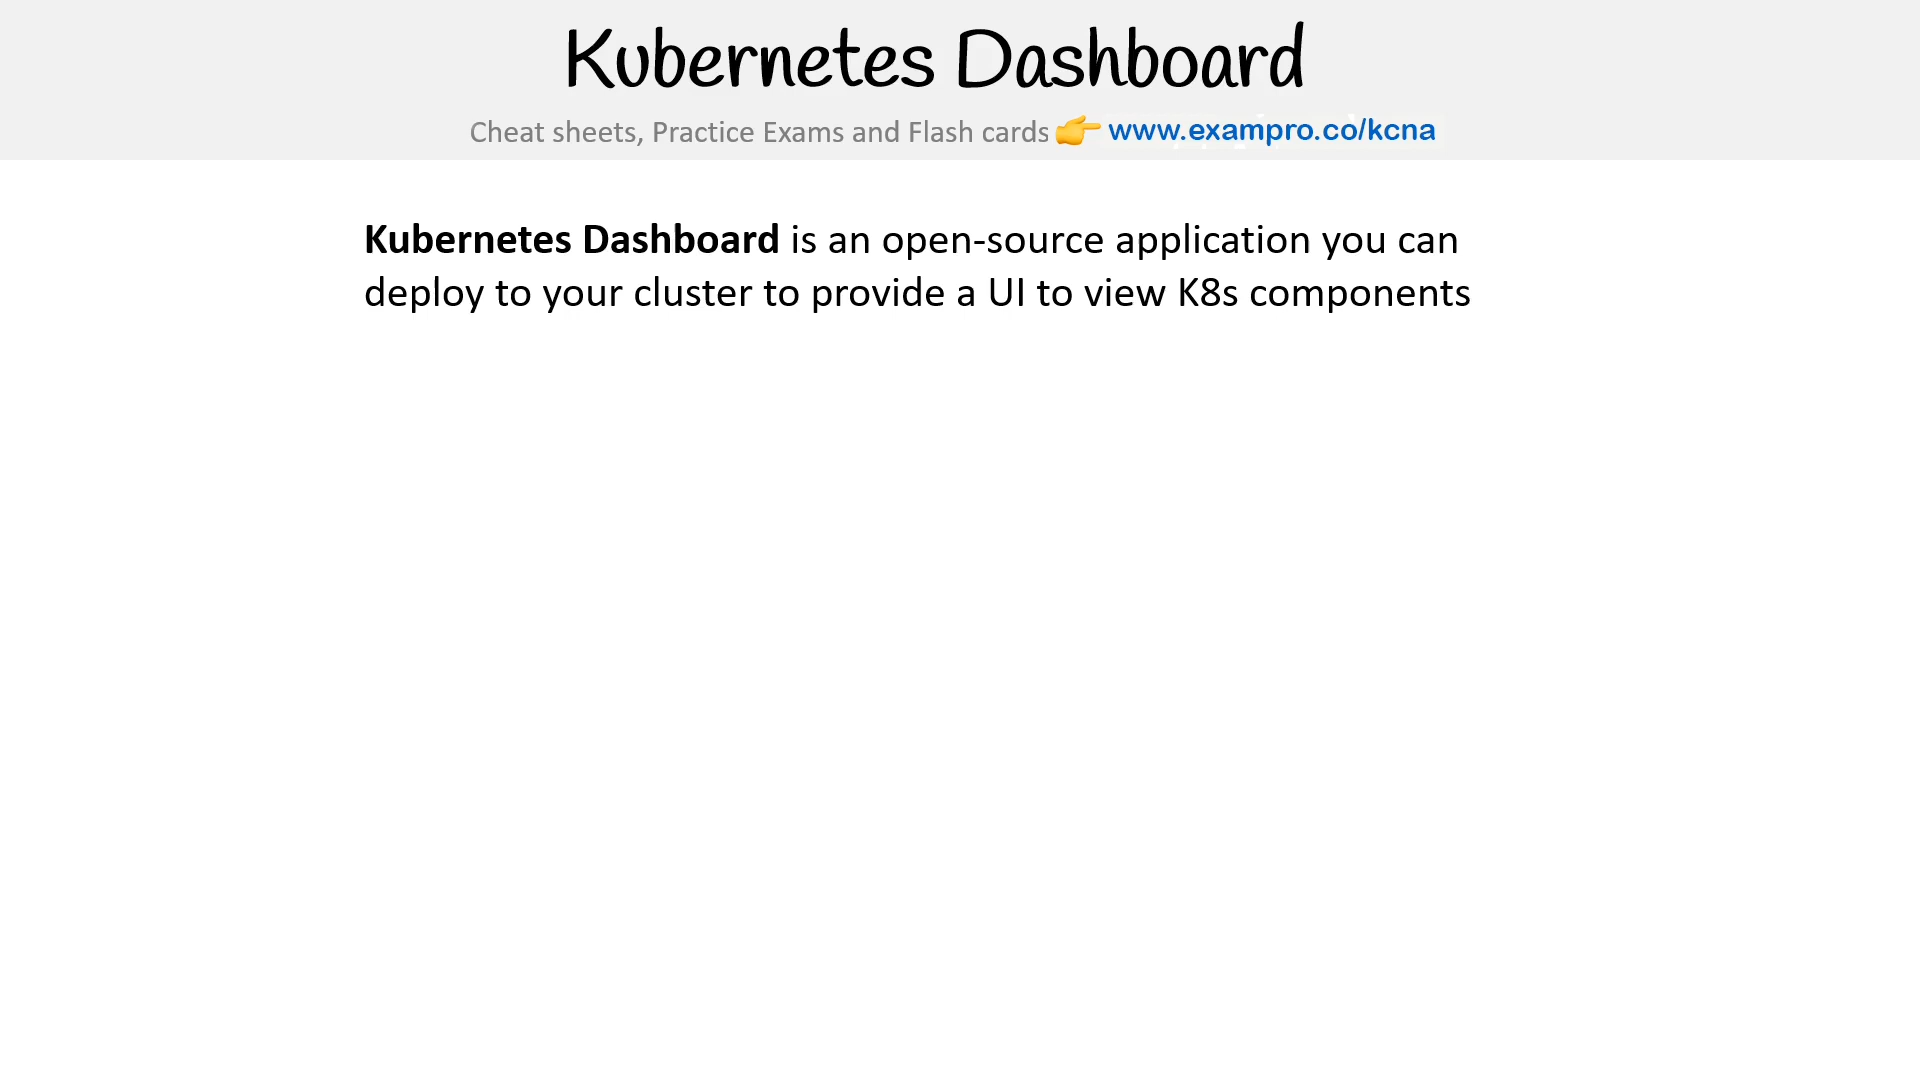 Kubernetes Dashboard
Cheat sheets, Practice Exams and Flash cards 👉 www.exampro.co/kcna
Kubernetes Dashboard is an open-source application you can
deploy to your cluster to provide a UI to view K8s components